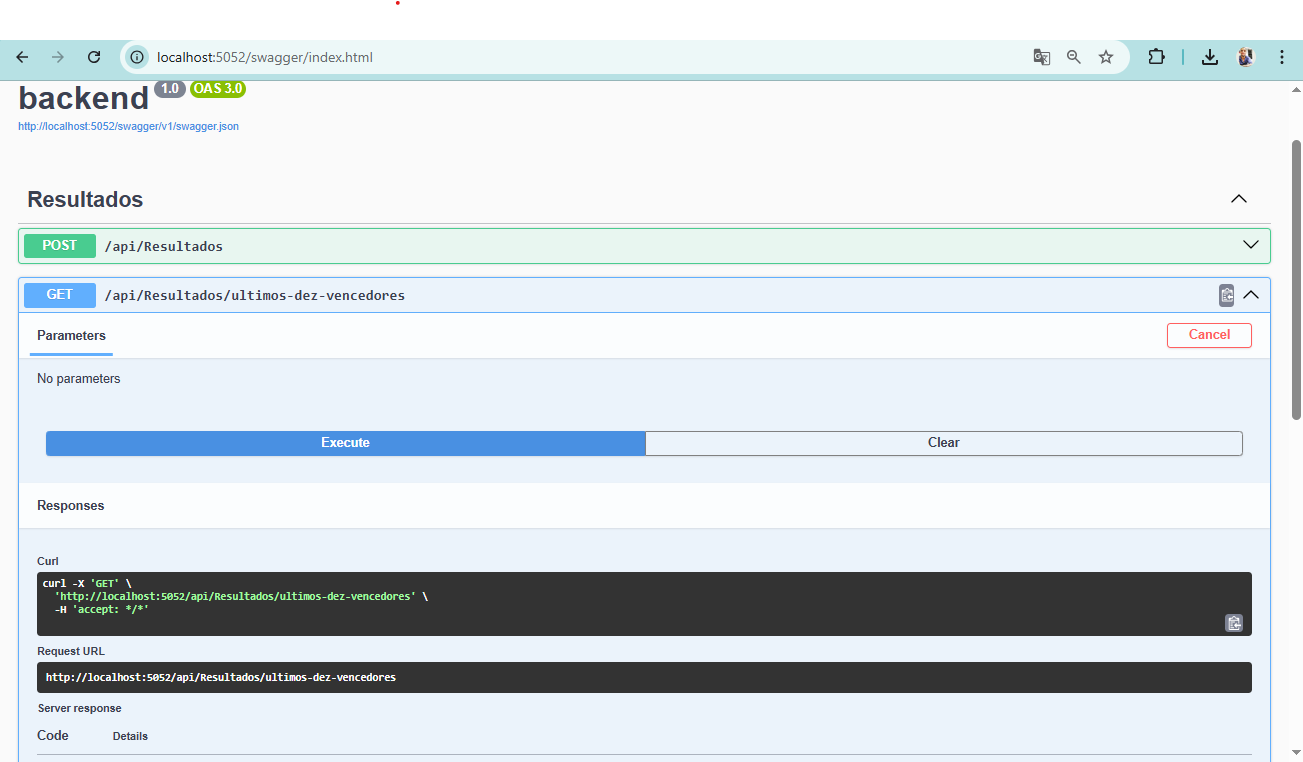 localhost:5052/swagger/index.html
backend 1.0 OAS 3.0
http://localhost:5052/swagger/v1/swagger.json
Resultados
POST /api/Resultados
GET /api/Resultados/ultimos-dez-vencedores
Parameters
Cancel
No parameters
Execute
Clear
Responses
Curl
curl -X 'GET' \
'http://localhost:5052/api/Resultados/ultimos-dez-vencedores' \
-H 'accept: */*'
Request URL
http://localhost:5052/api/Resultados/ultimos-dez-vencedores
Server response
Code
Details